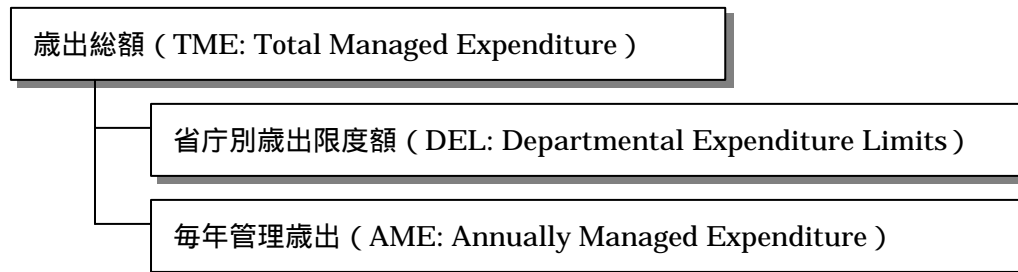 歳出総額（TME: Total Managed Expenditure）
省庁別歳出限度額（DEL: Departmental Expenditure Limits）
毎年管理歳出（AME: Annually Managed Expenditure）